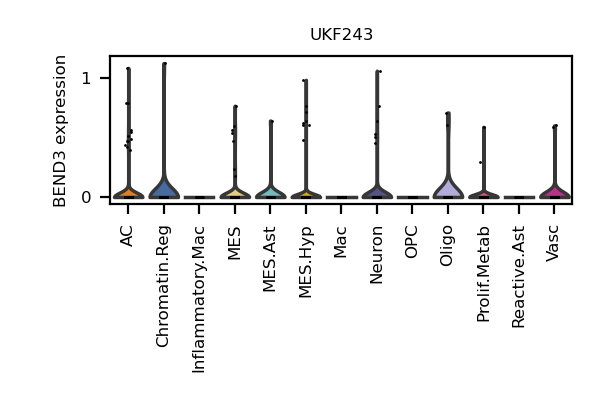 UKF243
BEND3 expression
1
0
AC
Chromatin.Reg
Inflammatory.Mac
MES
MES.Ast
MES.Hyp
Mac
Neuron
OPC
Oligo
Prolif.Metab
Reactive.Ast
Vasc